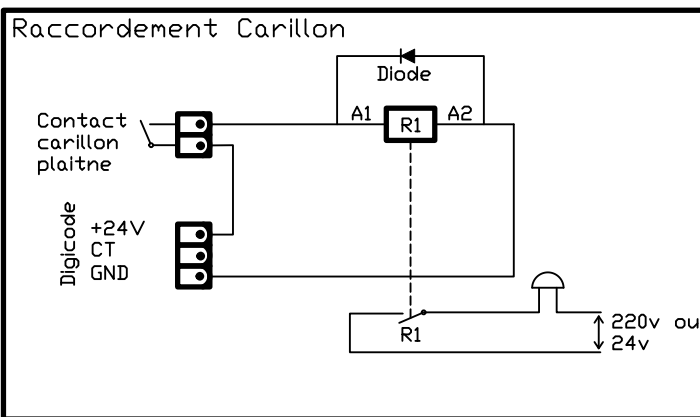 Raccordement Carillon
Diode
A1
R1
A2
Contact
carillon
plaitne
Digicode
+24V
CT
GND
R1
220v ou
24v